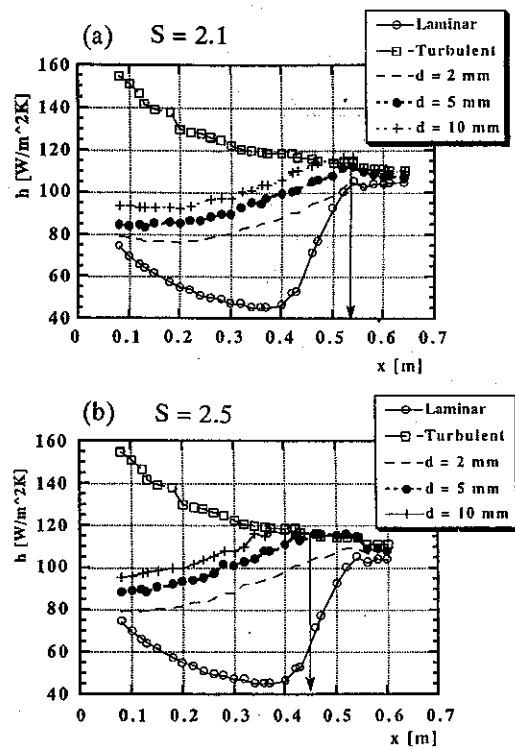 (a) S = 2.1
Laminar
-Turbulent
d = 2 mm
d = 5 mm
d = 10 mm
h [W/m^2K]
160
140
120
100
80
60
40
0 0.1 0.2 0.3 0.4 0.5 0.6 0.7
x [m]
(b) S = 2.5
Laminar
-Turbulent
d = 2 mm
d = 5 mm
d = 10 mm
h [W/m^2K]
160
140
120
100
80
60
40
0.0 0.1 0.2 0.3 0.4 0.5 0.6 0.7
x [m]